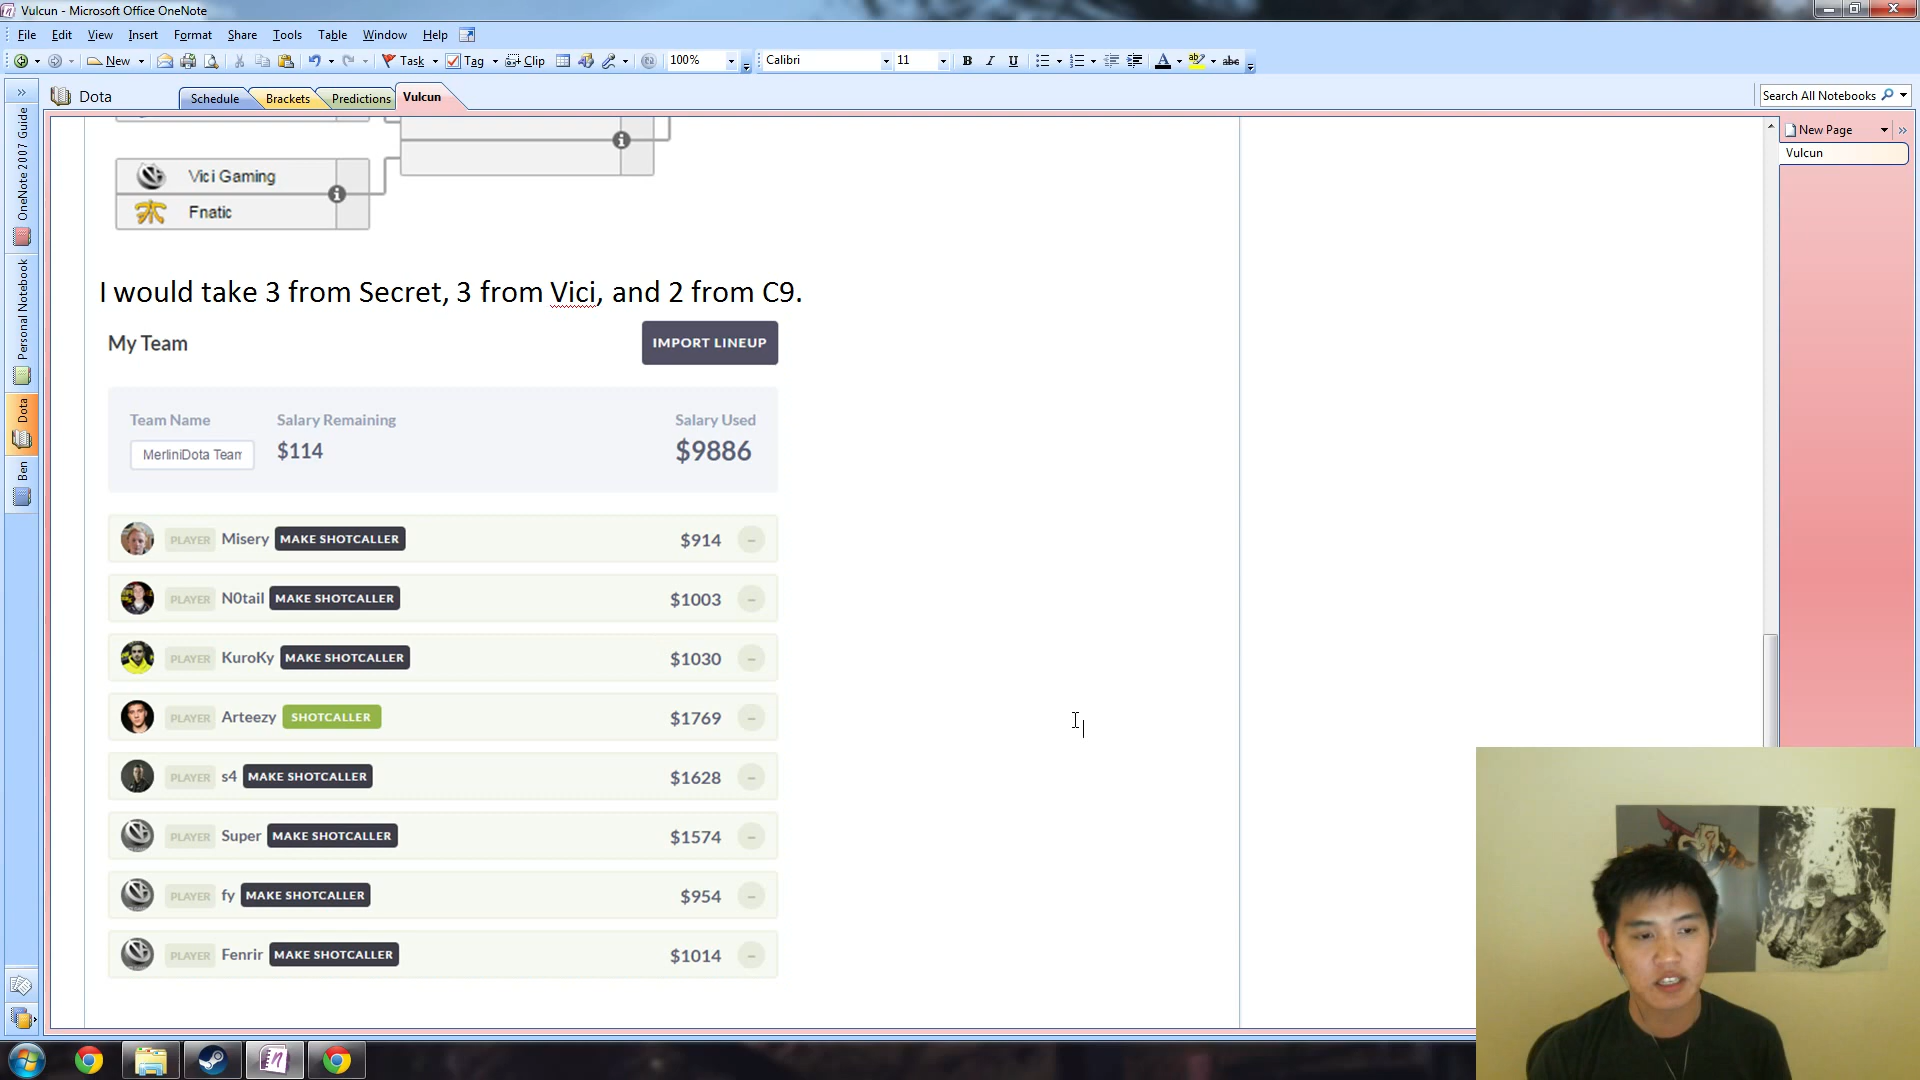 Vulcun - Microsoft Office OneNote
File Edit View Insert Format Share Tools Table Window Help
New Task Tag Clip 100% Calibri 11 B I U abc
Dota Schedule Brackets Predictions Vulcun Search All Notebooks
OneNote 2007 Guide
Personal Notebook
Dota
Ben
New Page
Vulcun
Vici Gaming
Fnatic
I would take 3 from Secret, 3 from Vici, and 2 from C9.
My Team IMPORT LINEUP
Team Name Salary Remaining Salary Used
MerliniDota Team $114 $9886
PLAYER Misery MAKE SHOTCALLER $914
PLAYER N0tail MAKE SHOTCALLER $1003
PLAYER KuroKy MAKE SHOTCALLER $1030
PLAYER Arteezy SHOTCALLER $1769
PLAYER s4 MAKE SHOTCALLER $1628
PLAYER Super MAKE SHOTCALLER $1574
PLAYER fy MAKE SHOTCALLER $954
PLAYER Fenrir MAKE SHOTCALLER $1014